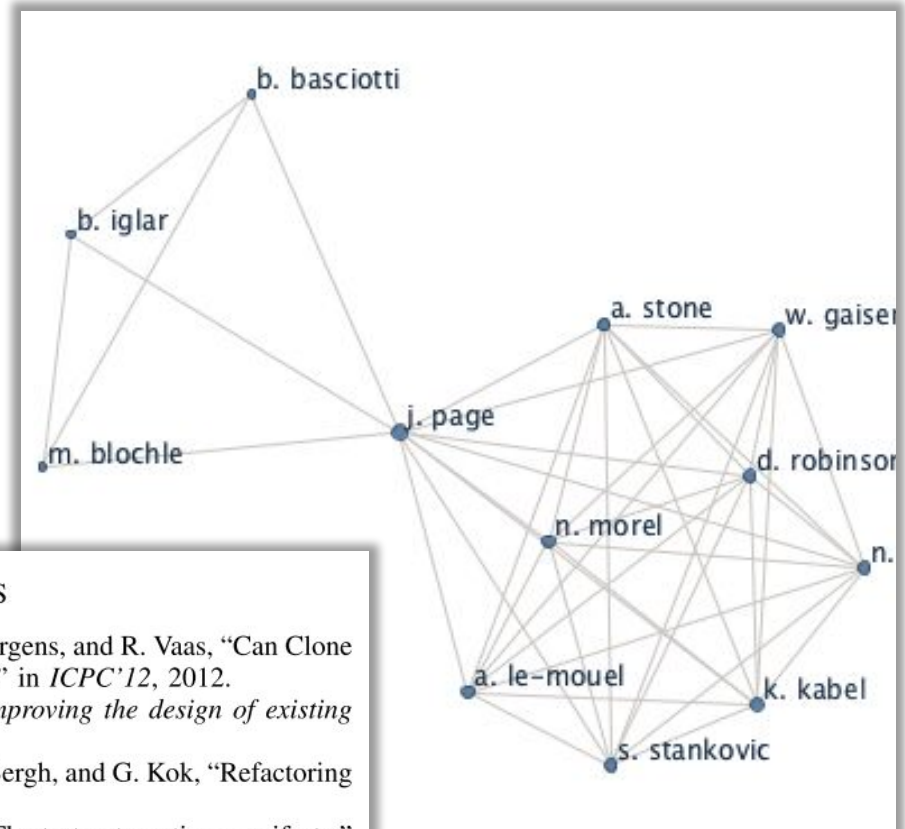 b. basciotti
b. iglar
a. stone
w. gaiser
j. page
m. blochle
d. robinson
n. morel
n.
a. le-mouel
k. kabel
s. stankovic
rgens, and R. Vaas, “Can Clone
” in ICPC'12, 2012.
mproving the design of existing
Bergh, and G. Kok, “Refactoring